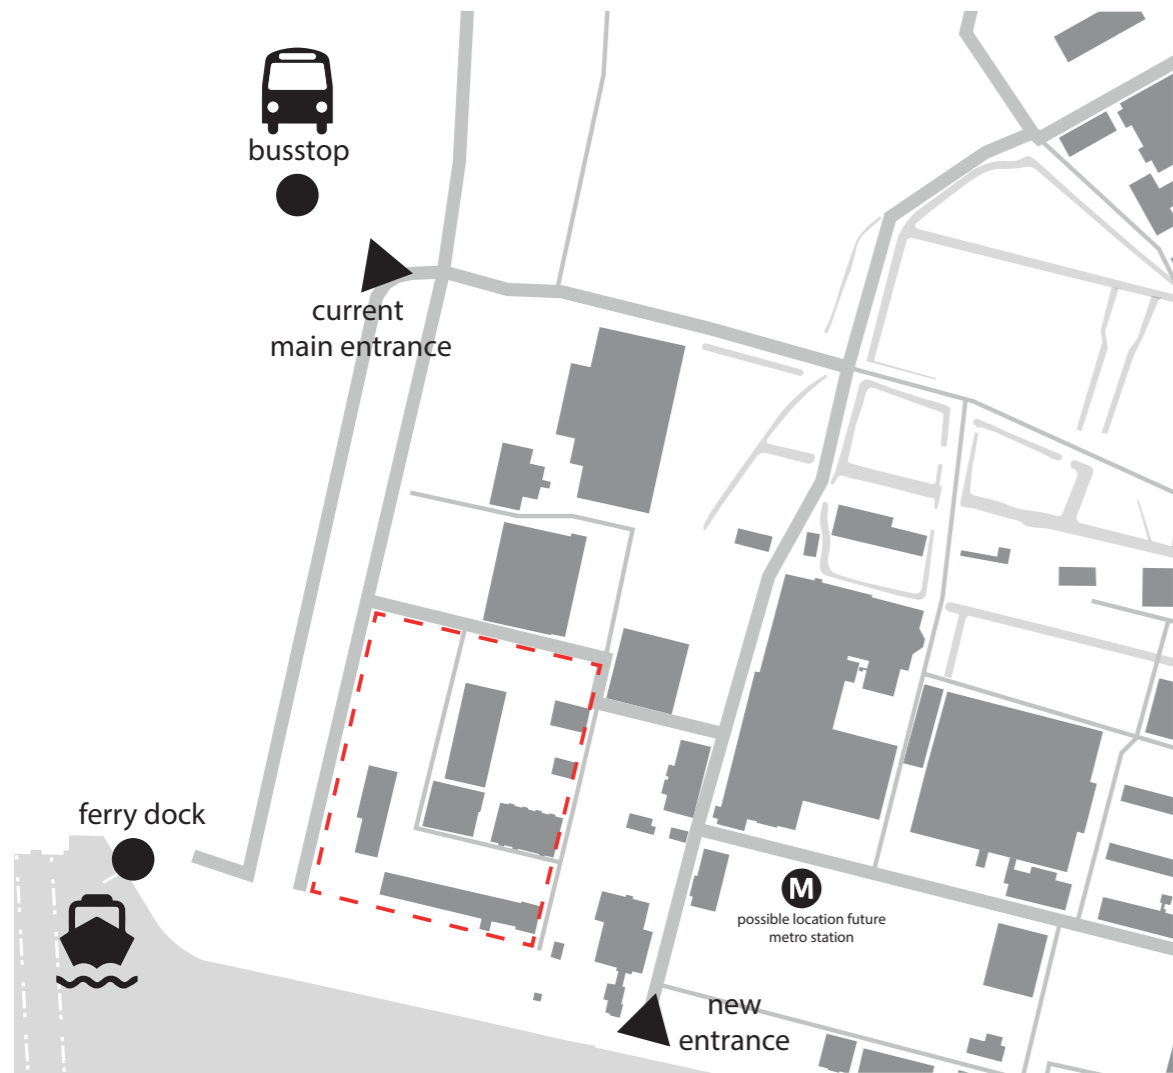 busstop
current
main entrance
ferry dock
M
possible location future
metro station
new
entrance